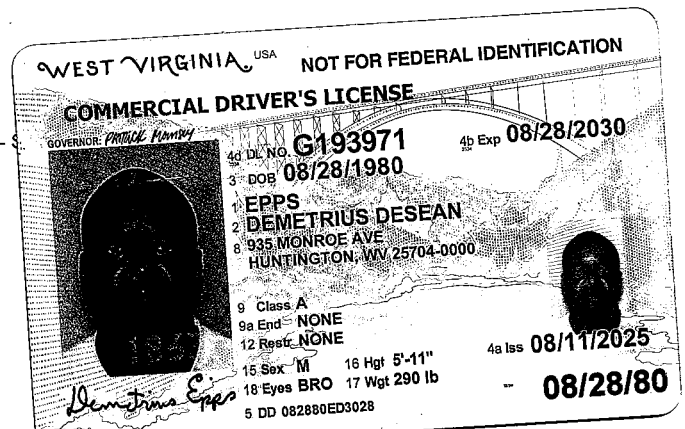 WEST VIRGINIA, USA NOT FOR FEDERAL IDENTIFICATION
COMMERCIAL DRIVER'S LICENSE
GOVERNOR:
4d DL NO. G193971 4b Exp 08/28/2030
3 DOB 08/28/1980
1 EPPS
2 DEMETRIUS DESEAN
8 935 MONROE AVE
HUNTINGTON, WV 25704-0000
9 Class A
9a End NONE
12 Restr NONE
15 Sex M 16 Hgt 5'-11"
4a Iss 08/11/2025
18 Eyes BRO 17 Wgt 290 lb
08/28/80
5 DD 082880ED3028
Demetrius Epps